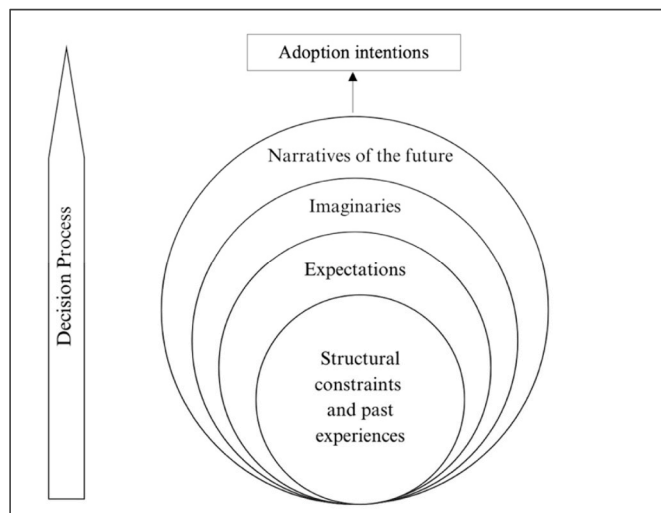 Adoption intentions
Narratives of the future
Imaginaries
Expectations
Structural
constraints
and past
experiences
Decision Process